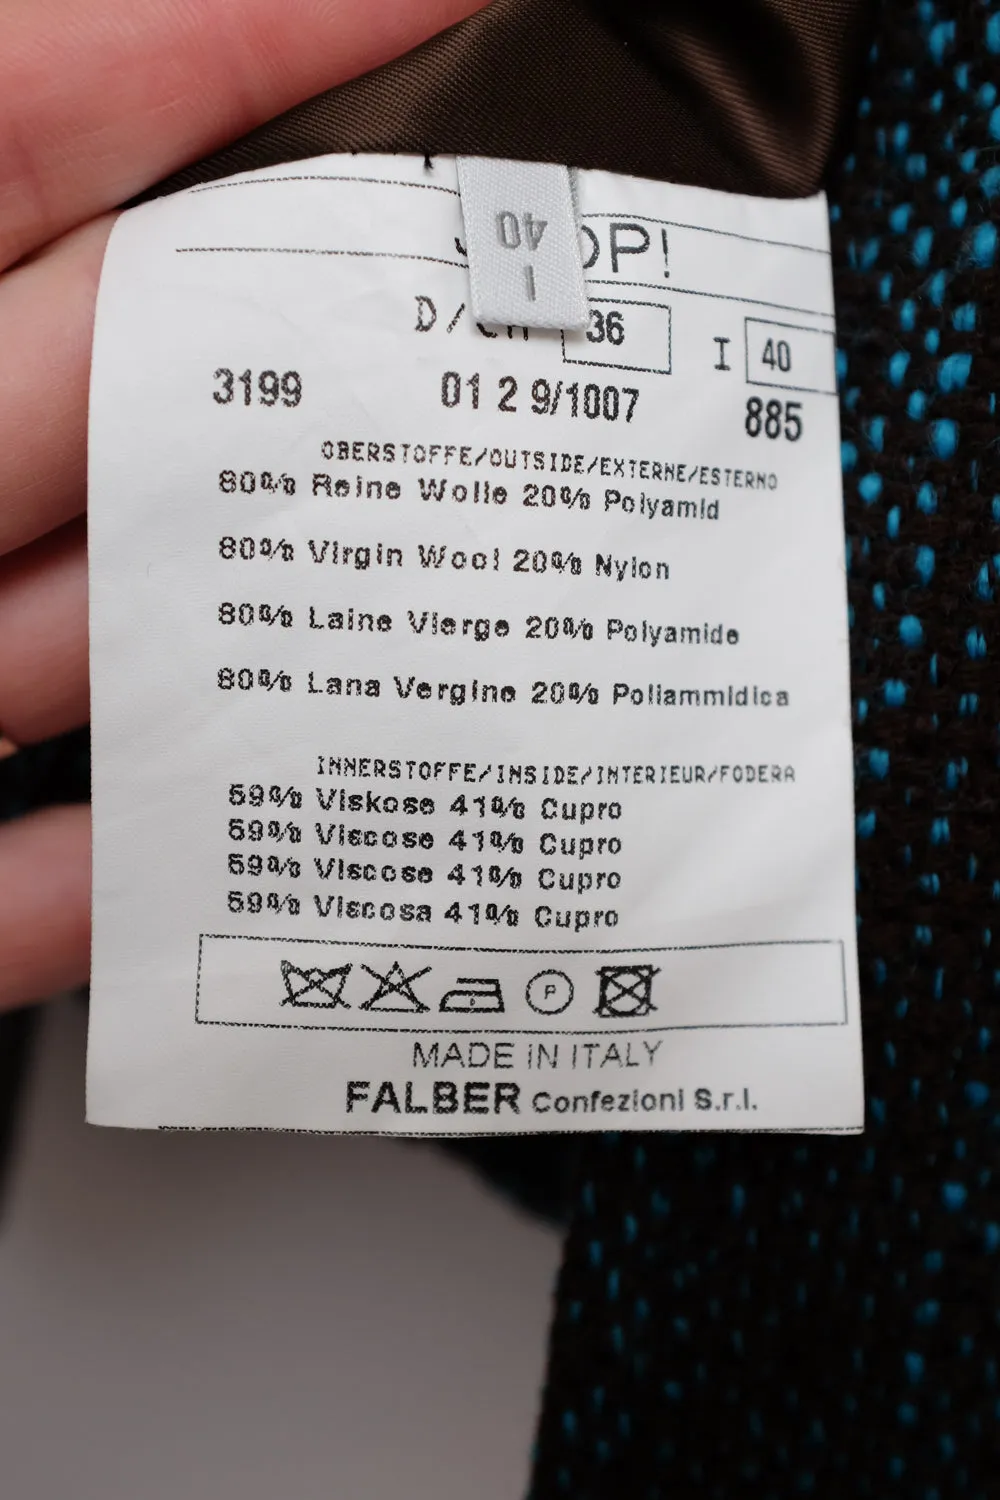 40
I
OP!
D/CH 36
I 40
3199 01 2 9/1007 885
OBERSTOFFE/OUTSIDE/EXTERNE/ESTERNO
80% Reine Wolle 20% Polyamid
80% Virgin Wool 20% Nylon
80% Laine Vierge 20% Polyamide
80% Lana Vergine 20% Poliammidica
INNERSTOFFE/INSIDE/INTERIEUR/FODERA
59% Viskose 41% Cupro
59% Viscose 41% Cupro
59% Viscose 41% Cupro
59% Viscosa 41% Cupro
P
MADE IN ITALY
FALBER Confezioni S.r.l.